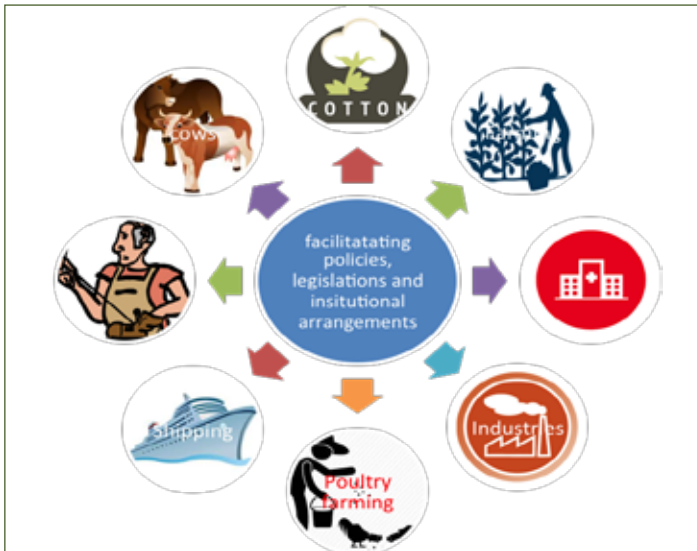 COTTON
cows
facilitatating
policies,
legislations and
insitutional
arrangements
Shipping
Industries
Poultry
farming